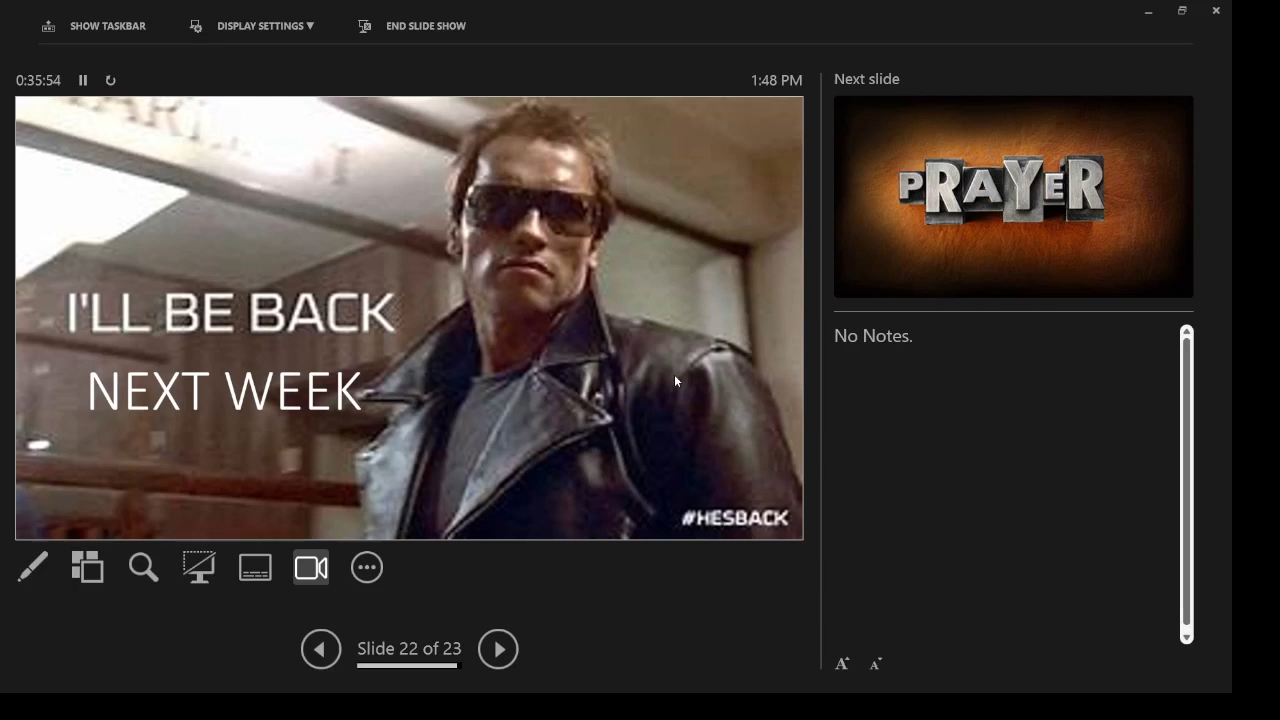 SHOW TASKBAR
DISPLAY SETTINGS ▼
END SLIDE SHOW
0:35:54
1:48 PM
I'LL BE BACK
NEXT WEEK
#HESBACK
Next slide
PRAYER
No Notes.
Slide 22 of 23
A A